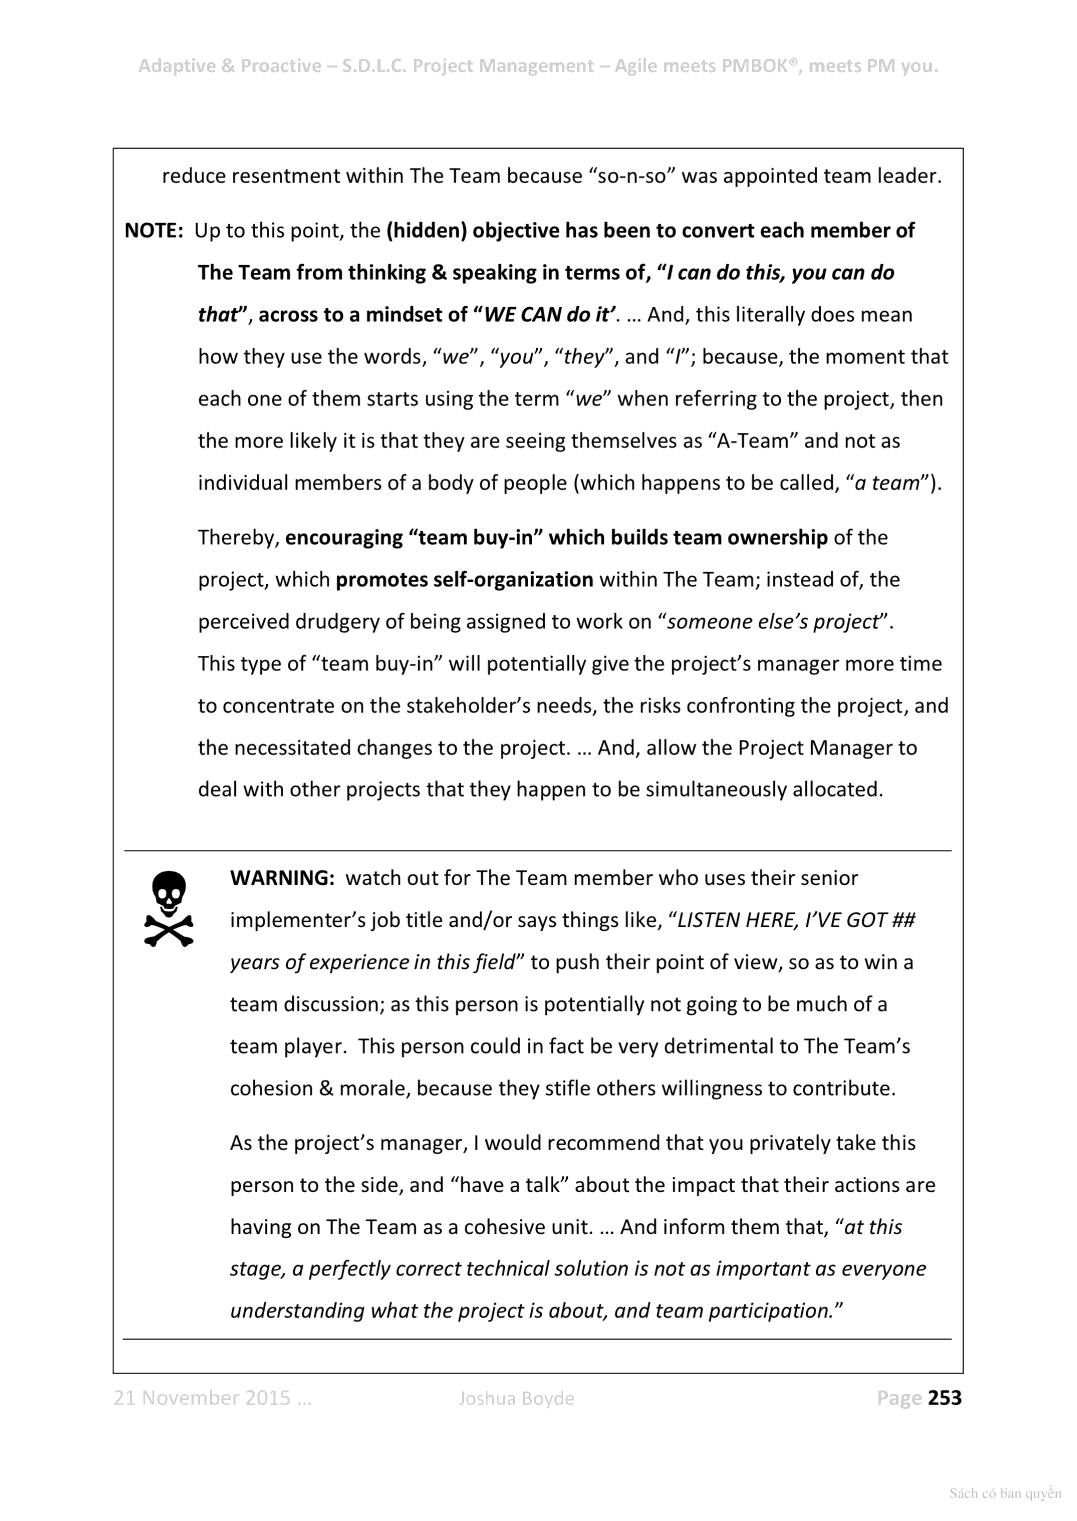 Adaptive & Proactive – S.D.L.C. Project Management – Agile meets PMBOK®, meets PM you.
reduce resentment within The Team because “so-n-so” was appointed team leader.
NOTE: Up to this point, the (hidden) objective has been to convert each member of
The Team from thinking & speaking in terms of, “I can do this, you can do
that”, across to a mindset of “WE CAN do it’. … And, this literally does mean
how they use the words, “we”, “you”, “they”, and “I”; because, the moment that
each one of them starts using the term “we” when referring to the project, then
the more likely it is that they are seeing themselves as “A-Team” and not as
individual members of a body of people (which happens to be called, “a team”).
Thereby, encouraging “team buy-in” which builds team ownership of the
project, which promotes self-organization within The Team; instead of, the
perceived drudgery of being assigned to work on “someone else’s project”.
This type of “team buy-in” will potentially give the project’s manager more time
to concentrate on the stakeholder’s needs, the risks confronting the project, and
the necessitated changes to the project. … And, allow the Project Manager to
deal with other projects that they happen to be simultaneously allocated.
WARNING: watch out for The Team member who uses their senior
implementer’s job title and/or says things like, “LISTEN HERE, I’VE GOT ##
years of experience in this field” to push their point of view, so as to win a
team discussion; as this person is potentially not going to be much of a
team player. This person could in fact be very detrimental to The Team’s
cohesion & morale, because they stifle others willingness to contribute.
As the project’s manager, I would recommend that you privately take this
person to the side, and “have a talk” about the impact that their actions are
having on The Team as a cohesive unit. … And inform them that, “at this
stage, a perfectly correct technical solution is not as important as everyone
understanding what the project is about, and team participation.”
21 November 2015 … Joshua Boyde Page 253
Sách có bản quyền